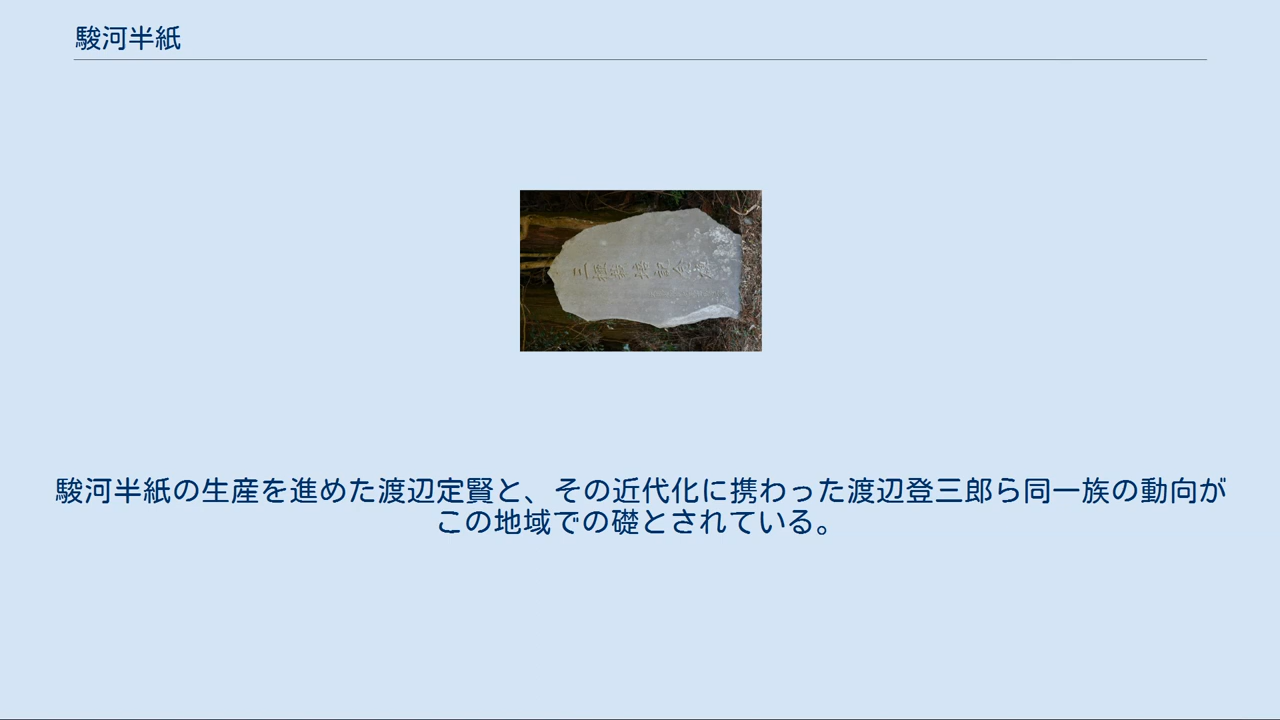 駿河半紙
駿河半紙の生産を進めた渡辺定賢と、その近代化に携わった渡辺登三郎ら同一族の動向が
この地域での礎とされている。